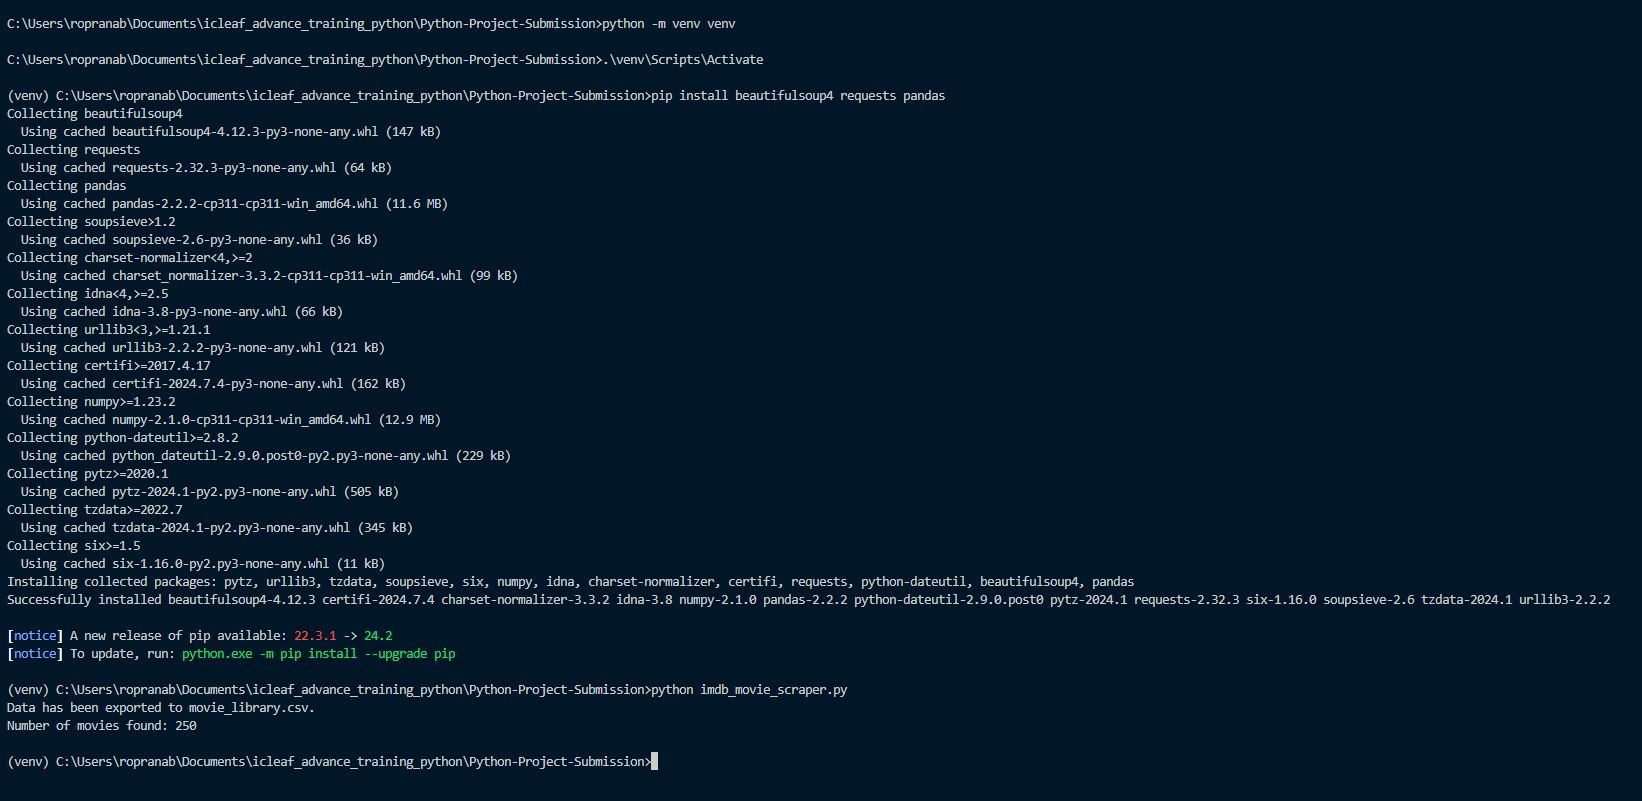 C:\Users\ropranab\Documents\icleaf_advance_training_python\Python-Project-Submission>python -m venv venv
C:\Users\ropranab\Documents\icleaf_advance_training_python\Python-Project-Submission>.\venv\Scripts\Activate
(venv) C:\Users\ropranab\Documents\icleaf_advance_training_python\Python-Project-Submission>pip install beautifulsoup4 requests pandas
Collecting beautifulsoup4
  Using cached beautifulsoup4-4.12.3-py3-none-any.whl (147 kB)
Collecting requests
  Using cached requests-2.32.3-py3-none-any.whl (64 kB)
Collecting pandas
  Using cached pandas-2.2.2-cp311-cp311-win_amd64.whl (11.6 MB)
Collecting soupsieve>1.2
  Using cached soupsieve-2.6-py3-none-any.whl (36 kB)
Collecting charset-normalizer<4,>=2
  Using cached charset_normalizer-3.3.2-cp311-cp311-win_amd64.whl (99 kB)
Collecting idna<4,>=2.5
  Using cached idna-3.8-py3-none-any.whl (66 kB)
Collecting urllib3<3,>=1.21.1
  Using cached urllib3-2.2.2-py3-none-any.whl (121 kB)
Collecting certifi>=2017.4.17
  Using cached certifi-2024.7.4-py3-none-any.whl (162 kB)
Collecting numpy>=1.23.2
  Using cached numpy-2.1.0-cp311-cp311-win_amd64.whl (12.9 MB)
Collecting python-dateutil>=2.8.2
  Using cached python_dateutil-2.9.0.post0-py2.py3-none-any.whl (229 kB)
Collecting pytz>=2020.1
  Using cached pytz-2024.1-py2.py3-none-any.whl (505 kB)
Collecting tzdata>=2022.7
  Using cached tzdata-2024.1-py2.py3-none-any.whl (345 kB)
Collecting six>=1.5
  Using cached six-1.16.0-py2.py3-none-any.whl (11 kB)
Installing collected packages: pytz, urllib3, tzdata, soupsieve, six, numpy, idna, charset-normalizer, certifi, requests, python-dateutil, beautifulsoup4, pandas
Successfully installed beautifulsoup4-4.12.3 certifi-2024.7.4 charset-normalizer-3.3.2 idna-3.8 numpy-2.1.0 pandas-2.2.2 python-dateutil-2.9.0.post0 pytz-2024.1 requests-2.32.3 six-1.16.0 soupsieve-2.6 tzdata-2024.1 urllib3-2.2.2
[notice] A new release of pip available: 22.3.1 -> 24.2
[notice] To update, run: python.exe -m pip install --upgrade pip
(venv) C:\Users\ropranab\Documents\icleaf_advance_training_python\Python-Project-Submission>python imdb_movie_scraper.py
Data has been exported to movie_library.csv.
Number of movies found: 250
(venv) C:\Users\ropranab\Documents\icleaf_advance_training_python\Python-Project-Submission>